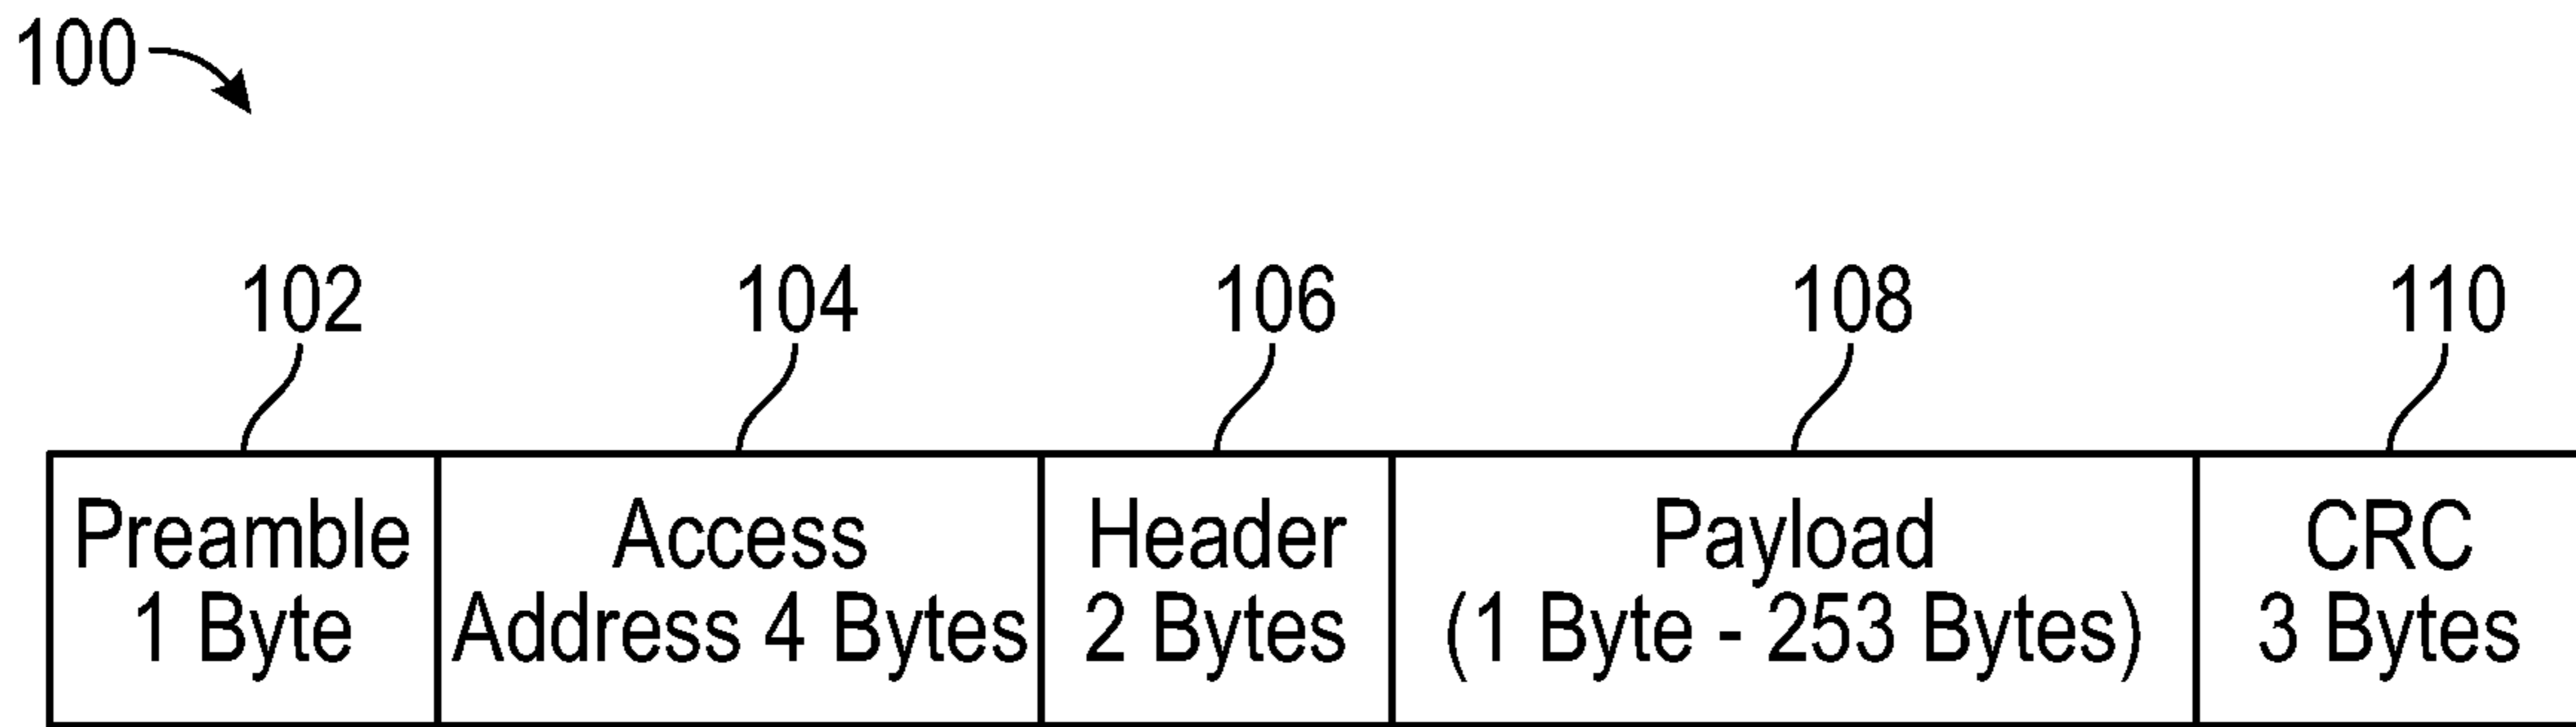 100
102
104
106
108
110
Preamble
1 Byte
Access
Address 4 Bytes
Header
2 Bytes
Payload
(1 Byte - 253 Bytes)
CRC
3 Bytes